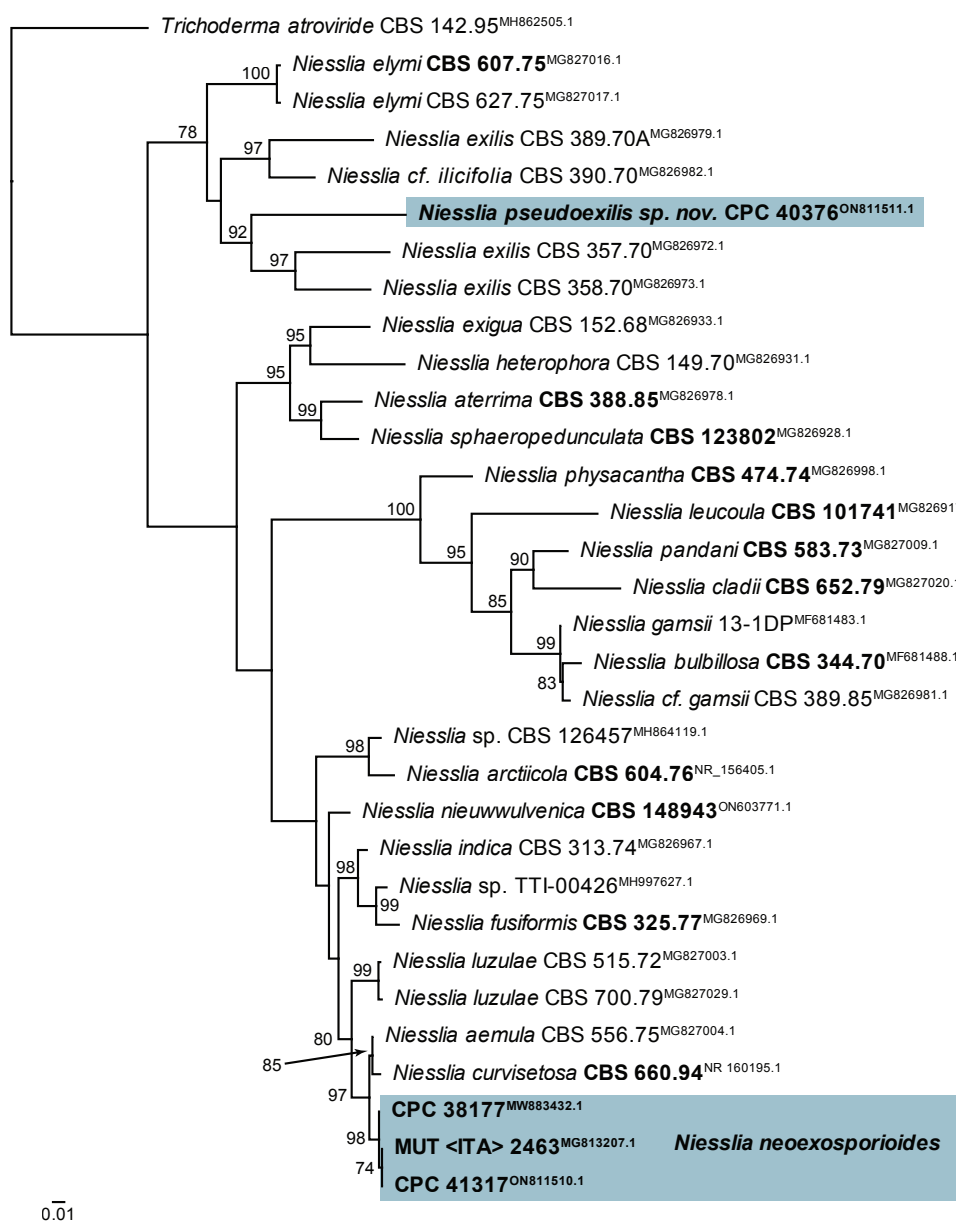 Trichoderma atroviride CBS 142.95MH862505.1
100 Niesslia elymi CBS 607.75MG827016.1
Niesslia elymi CBS 627.75MG827017.1
78
Niesslia exilis CBS 389.70AMG826979.1
97
Niesslia cf. ilicifolia CBS 390.70MG826982.1
Niesslia pseudoexilis sp. nov. CPC 40376ON811511.1
92
Niesslia exilis CBS 357.70MG826972.1
97
Niesslia exilis CBS 358.70MG826973.1
Niesslia exigua CBS 152.68MG826933.1
95
Niesslia heterophora CBS 149.70MG826931.1
95
Niesslia aterrima CBS 388.85MG826978.1
99
Niesslia sphaeropedunculata CBS 123802MG826928.1
Niesslia physacantha CBS 474.74MG826998.1
100
Niesslia leucoula CBS 101741MG82691
95
Niesslia pandani CBS 583.73MG827009.1
90
Niesslia cladii CBS 652.79MG827020.1
85
Niesslia gamsii 13-1DPMF681483.1
99
Niesslia bulbillosa CBS 344.70MF681488.1
83
Niesslia cf. gamsii CBS 389.85MG826981.1
Niesslia sp. CBS 126457MH864119.1
98
Niesslia arctiicola CBS 604.76NR_156405.1
Niesslia nieuwwulvenica CBS 148943ON603771.1
Niesslia indica CBS 313.74MG826967.1
98
Niesslia sp. TTI-00426MH997627.1
99
Niesslia fusiformis CBS 325.77MG826969.1
Niesslia luzulae CBS 515.72MG827003.1
99
Niesslia luzulae CBS 700.79MG827029.1
80
Niesslia aemula CBS 556.75MG827004.1
85
Niesslia curvisetosa CBS 660.94NR 160195.1
97
CPC 38177MW883432.1
98
MUT <ITA> 2463MG813207.1 Niesslia neoexosporioides
74
CPC 41317ON811510.1
0.01